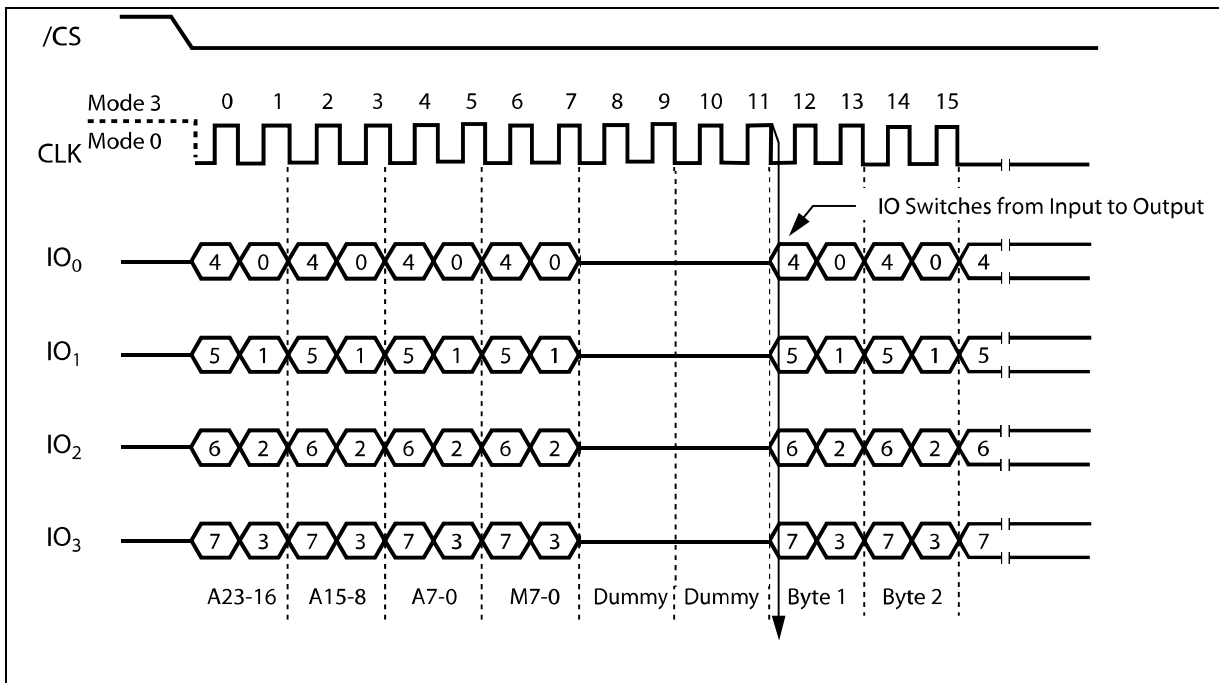 /CS
Mode 3
0 1 2 3 4 5 6 7 8 9 10 11 12 13 14 15
CLK Mode 0
IO Switches from Input to Output
IO₀ 4 0 4 0 4 0 4 0 4 0 4 0 4
IO₁ 5 1 5 1 5 1 5 1 5 1 5 1 5
IO₂ 6 2 6 2 6 2 6 2 6 2 6 2 6
IO₃ 7 3 7 3 7 3 7 3 7 3 7 3 7
A23-16 A15-8 A7-0 M7-0 Dummy Dummy Byte 1 Byte 2